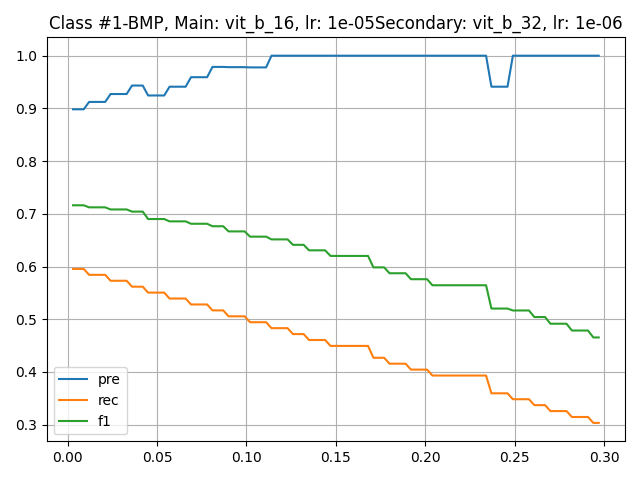 Class #1-BMP, Main: vit_b_16, lr: 1e-05Secondary: vit_b_32, lr: 1e-06
1.0
0.9
0.8
0.7
0.6
0.5
0.4
0.3
pre
rec
f1
0.00 0.05 0.10 0.15 0.20 0.25 0.30